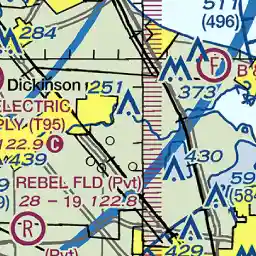 511
(496)
284
F
B
Dickinson
251
373
ELECTRIC
PLY (T95)
122.9 C
439
430
REBEL FLD (Pvt)
28 - 19, 122.8
59
(584
R
429
(Pvt)